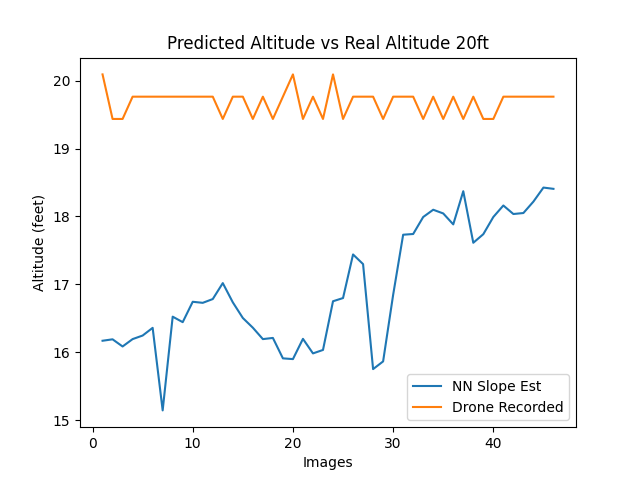 Predicted Altitude vs Real Altitude 20ft
20
19
18
17
16
15
Altitude (feet)
0 10 20 30 40
Images
NN Slope Est
Drone Recorded